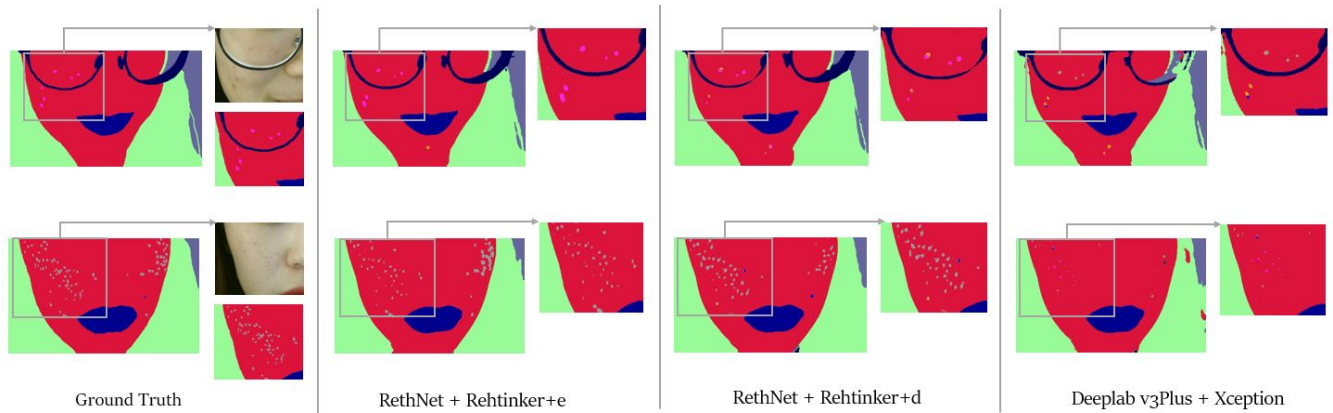 Ground Truth
RethNet + Rehtinker+e
RethNet + Rehtinker+d
Deeplab v3Plus + Xception